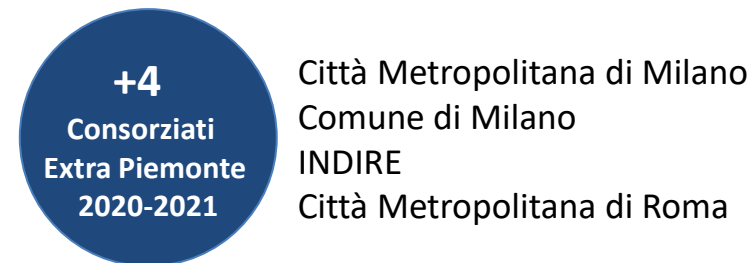 +4
Consorziati
Extra Piemonte
2020-2021
Città Metropolitana di Milano
Comune di Milano
INDIRE
Città Metropolitana di Roma